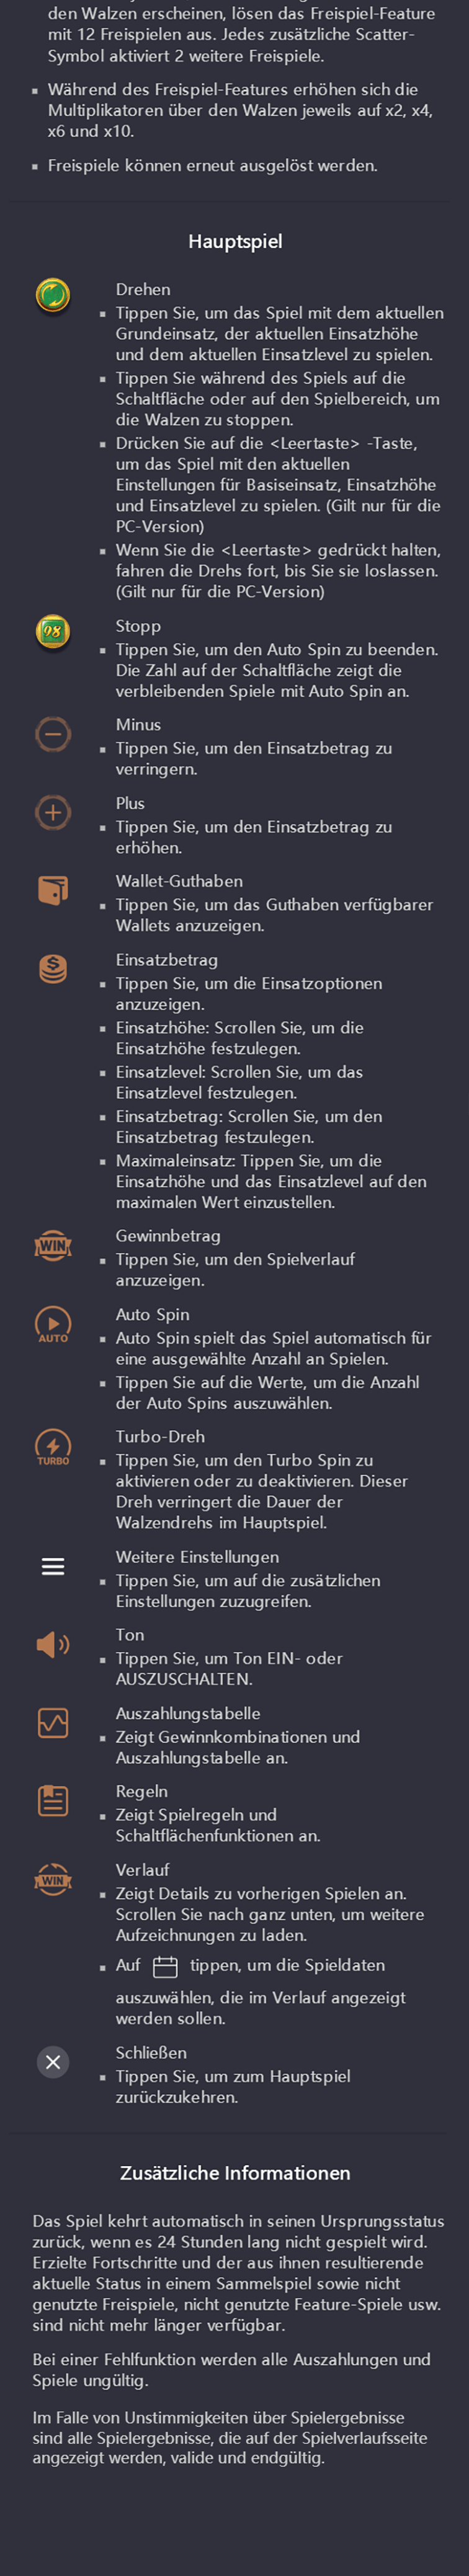 den Walzen erscheinen, lösen das Freispiel-Feature
mit 12 Freispielen aus. Jedes zusätzliche Scatter-
Symbol aktiviert 2 weitere Freispiele.
Während des Freispiel-Features erhöhen sich die
Multiplikatoren über den Walzen jeweils auf x2, x4,
x6 und x10.
Freispiele können erneut ausgelöst werden.
Hauptspiel
Drehen
Tippen Sie, um das Spiel mit dem aktuellen
Grundeinsatz, der aktuellen Einsatzhöhe
und dem aktuellen Einsatzlevel zu spielen.
Tippen Sie während des Spiels auf die
Schaltfläche oder auf den Spielbereich, um
die Walzen zu stoppen.
Drücken Sie auf die <Leertaste> -Taste,
um das Spiel mit den aktuellen
Einstellungen für Basiseinsatz, Einsatzhöhe
und Einsatzlevel zu spielen. (Gilt nur für die
PC-Version)
Wenn Sie die <Leertaste> gedrückt halten,
fahren die Drehs fort, bis Sie sie loslassen.
(Gilt nur für die PC-Version)
98
Stopp
Tippen Sie, um den Auto Spin zu beenden.
Die Zahl auf der Schaltfläche zeigt die
verbleibenden Spiele mit Auto Spin an.
Minus
Tippen Sie, um den Einsatzbetrag zu
verringern.
Plus
Tippen Sie, um den Einsatzbetrag zu
erhöhen.
Wallet-Guthaben
Tippen Sie, um das Guthaben verfügbarer
Wallets anzuzeigen.
Einsatzbetrag
Tippen Sie, um die Einsatzoptionen
anzuzeigen.
Einsatzhöhe: Scrollen Sie, um die
Einsatzhöhe festzulegen.
Einsatzlevel: Scrollen Sie, um das
Einsatzlevel festzulegen.
Einsatzbetrag: Scrollen Sie, um den
Einsatzbetrag festzulegen.
Maximaleinsatz: Tippen Sie, um die
Einsatzhöhe und das Einsatzlevel auf den
maximalen Wert einzustellen.
WIN
Gewinnbetrag
Tippen Sie, um den Spielverlauf
anzuzeigen.
AUTO
Auto Spin
Auto Spin spielt das Spiel automatisch für
eine ausgewählte Anzahl an Spielen.
Tippen Sie auf die Werte, um die Anzahl
der Auto Spins auszuwählen.
TURBO
Turbo-Dreh
Tippen Sie, um den Turbo Spin zu
aktivieren oder zu deaktivieren. Dieser
Dreh verringert die Dauer der
Walzendrehs im Hauptspiel.
Weitere Einstellungen
Tippen Sie, um auf die zusätzlichen
Einstellungen zuzugreifen.
Ton
Tippen Sie, um Ton EIN- oder
AUSZUSCHALTEN.
Auszahlungstabelle
Zeigt Gewinnkombinationen und
Auszahlungstabelle an.
Regeln
Zeigt Spielregeln und
Schaltflächenfunktionen an.
WIN
Verlauf
Zeigt Details zu vorherigen Spielen an.
Scrollen Sie nach ganz unten, um weitere
Aufzeichnungen zu laden.
Auf tippen, um die Spieldaten
auszuwählen, die im Verlauf angezeigt
werden sollen.
Schließen
Tippen Sie, um zum Hauptspiel
zurückzukehren.
Zusätzliche Informationen
Das Spiel kehrt automatisch in seinen Ursprungsstatus
zurück, wenn es 24 Stunden lang nicht gespielt wird.
Erzielte Fortschritte und der aus ihnen resultierende
aktuelle Status in einem Sammelspiel sowie nicht
genutzte Freispiele, nicht genutzte Feature-Spiele usw.
sind nicht mehr länger verfügbar.
Bei einer Fehlfunktion werden alle Auszahlungen und
Spiele ungültig.
Im Falle von Unstimmigkeiten über Spielergebnisse
sind alle Spielergebnisse, die auf der Spielverlaufsseite
angezeigt werden, valide und endgültig.